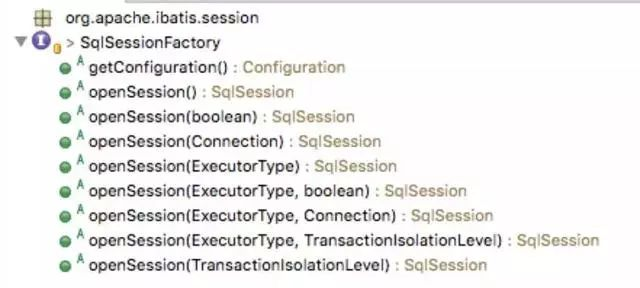 org.apache.ibatis.session
I > SqlSessionFactory
A getConfiguration() : Configuration
A openSession() : SqlSession
A openSession(boolean) : SqlSession
A openSession(Connection) : SqlSession
A openSession(ExecutorType) : SqlSession
A openSession(ExecutorType, boolean) : SqlSession
A openSession(ExecutorType, Connection) : SqlSession
A openSession(ExecutorType, TransactionIsolationLevel) : SqlSession
A openSession(TransactionIsolationLevel) : SqlSession